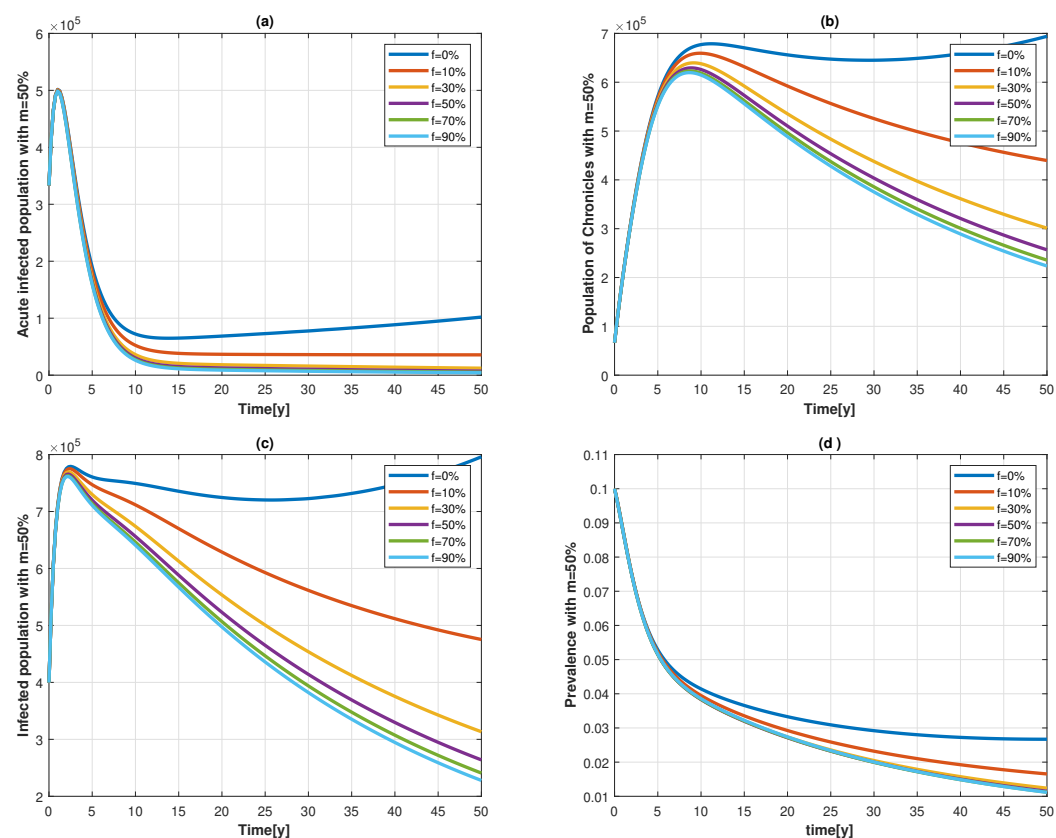 (a)
×10⁵
Acute infected population with m=50%
6
5
4
3
2
1
0
0 5 10 15 20 25 30 35 40 45 50
Time[y]
f=0%
f=10%
f=30%
f=50%
f=70%
f=90%
(b)
×10⁵
Population of Chronicles with m=50%
7
6
5
4
3
2
1
0
0 5 10 15 20 25 30 35 40 45 50
Time[y]
f=0%
f=10%
f=30%
f=50%
f=70%
f=90%
(c)
×10⁵
Infected population with m=50%
8
7
6
5
4
3
2
0 5 10 15 20 25 30 35 40 45 50
Time[y]
f=0%
f=10%
f=30%
f=50%
f=70%
f=90%
(d )
Prevalence with m=50%
0.11
0.1
0.09
0.08
0.07
0.06
0.05
0.04
0.03
0.02
0.01
0 5 10 15 20 25 30 35 40 45 50
time[y]
f=0%
f=10%
f=30%
f=50%
f=70%
f=90%